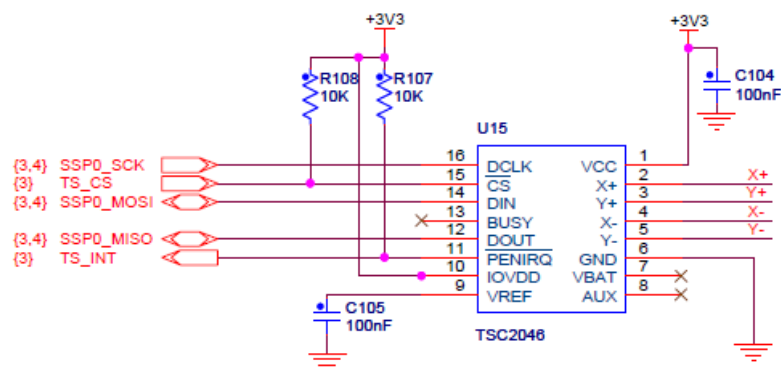 +3V3
+3V3
R108
10K
R107
10K
C104
100nF
U15
{3,4} SSP0_SCK
16 DCLK
VCC 1
{3} TS_CS
15 CS
X+ 2
X+
{3,4} SSP0_MOSI
14 DIN
Y+ 3
Y+
13 BUSY
X- 4
X-
{3,4} SSP0_MISO
12 DOUT
Y- 5
Y-
{3} TS_INT
11 PENIRQ
GND 6
10 IOVDD
VBAT 7
9 VREF
AUX 8
C105
100nF
TSC2046